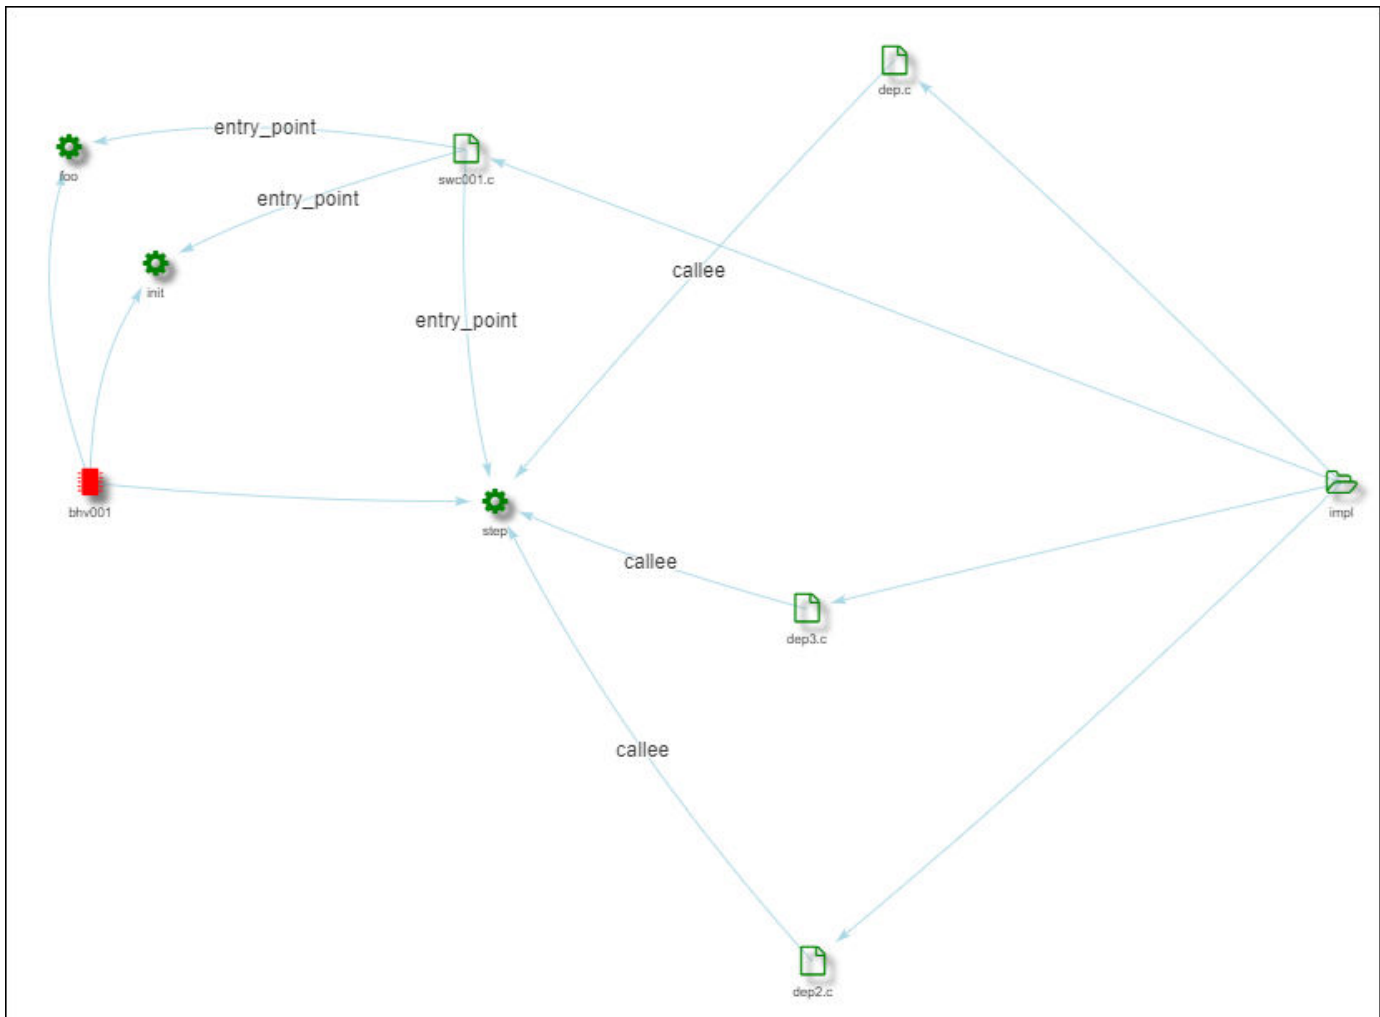 dep.c
entry_point
foo
swc001.c
entry_point
callee
init
entry_point
bhv001
step
impl
callee
dep3.c
callee
dep2.c